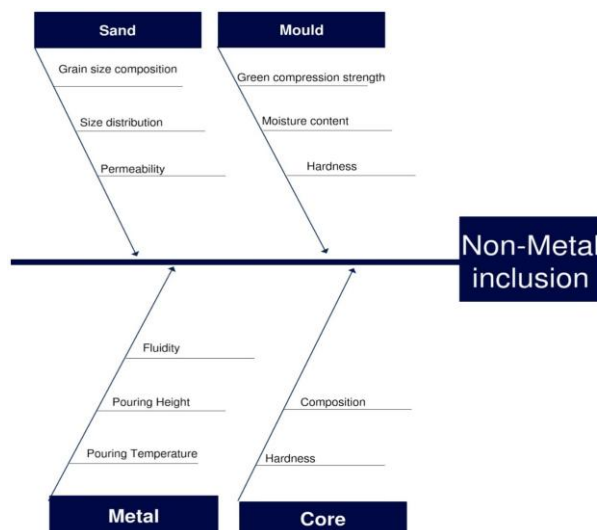 Sand
Mould
Grain size composition
Green compression strength
Size distribution
Moisture content
Permeability
Hardness
Non-Metal
inclusion
Fluidity
Pouring Height
Composition
Pouring Temperature
Hardness
Metal
Core